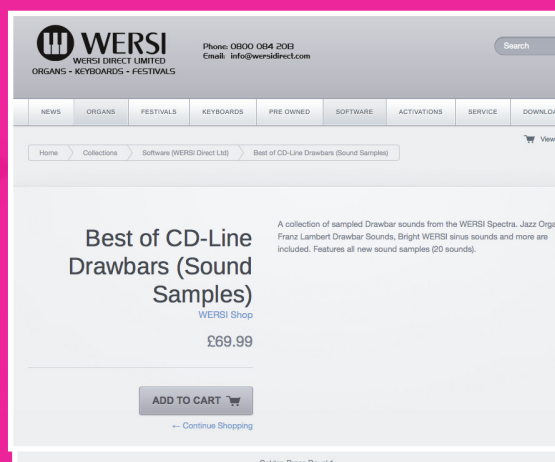 WERSI
WERSI DIRECT LIMITED
ORGANS - KEYBOARDS - FESTIVALS
Phone: 0800 084 2013
Email: info@wersidirect.com
Search
NEWS ORGANS FESTIVALS KEYBOARDS PRE OWNED SOFTWARE ACTIVATIONS SERVICE DOWNLOA
View
Home Collections Software (WERSI Direct Ltd) Best of CD-Line Drawbars (Sound Samples)
Best of CD-Line
Drawbars (Sound
Samples)
WERSI Shop
£69.99
ADD TO CART
← Continue Shopping
A collection of sampled Drawbar sounds from the WERSI Spectra. Jazz Orga
Franz Lambert Drawbar Sounds, Bright WERSI sinus sounds and more are
included. Features all new sound samples (20 sounds).